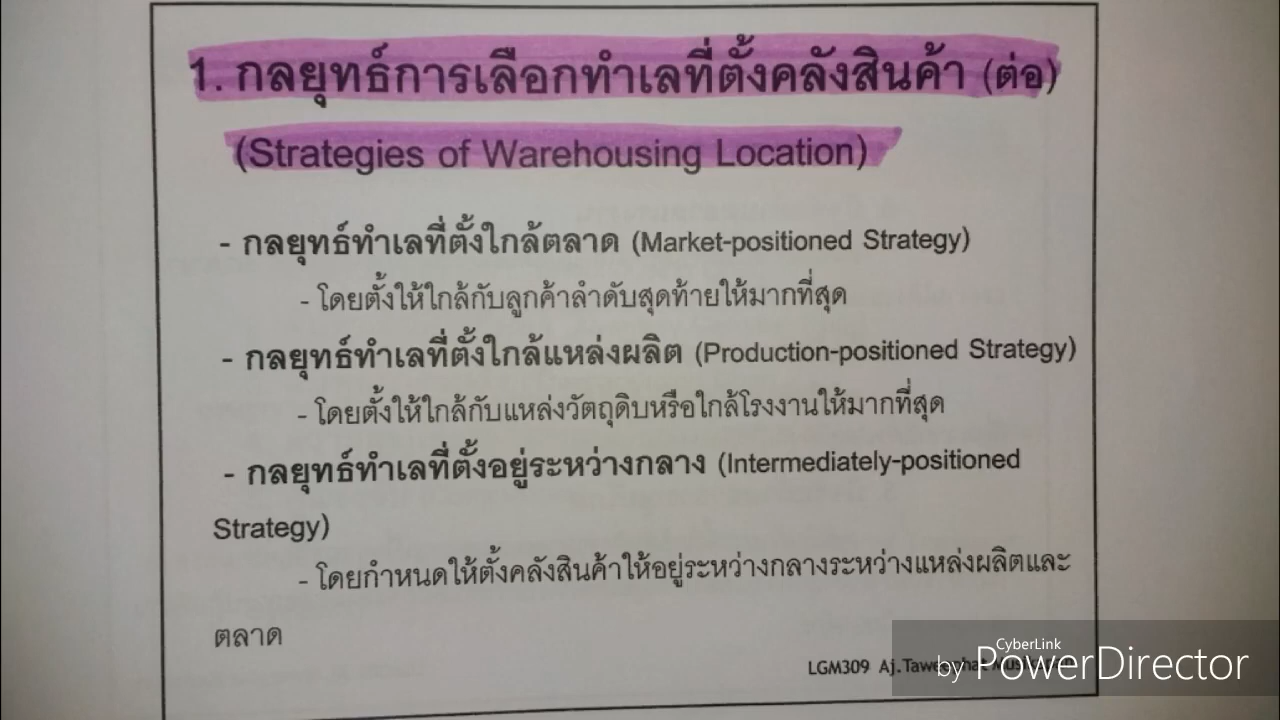 1. กลยุทธ์การเลือกทำเลที่ตั้งคลังสินค้า (ต่อ)
(Strategies of Warehousing Location)
- กลยุทธ์ทำเลที่ตั้งใกล้ตลาด (Market-positioned Strategy)
- โดยตั้งให้ใกล้กับลูกค้าลำดับสุดท้ายให้มากที่สุด
- กลยุทธ์ทำเลที่ตั้งใกล้แหล่งผลิต (Production-positioned Strategy)
- โดยตั้งให้ใกล้กับแหล่งวัตถุดิบหรือใกล้โรงงานให้มากที่สุด
- กลยุทธ์ทำเลที่ตั้งอยู่ระหว่างกลาง (Intermediately-positioned
Strategy)
- โดยกำหนดให้ตั้งคลังสินค้าให้อยู่ระหว่างกลางระหว่างแหล่งผลิตและ
ตลาด
LGM309 Aj.
CyberLink
by PowerDirector